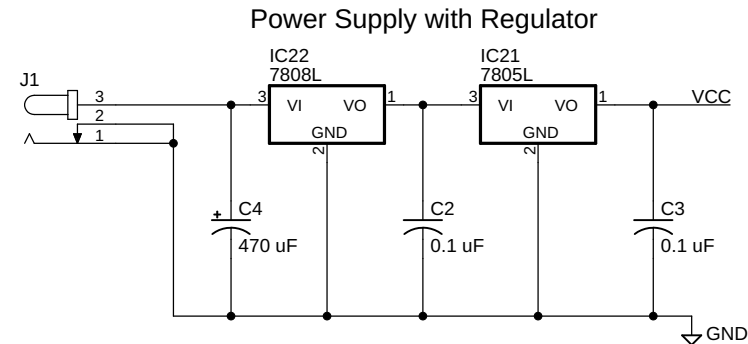 Power Supply with Regulator
IC22
7808L
IC21
7805L
J1
3
2
1
3
VI
VO
1
GND
2
3
VI
VO
1
GND
2
VCC
+
C4
470 uF
C2
0.1 uF
C3
0.1 uF
GND